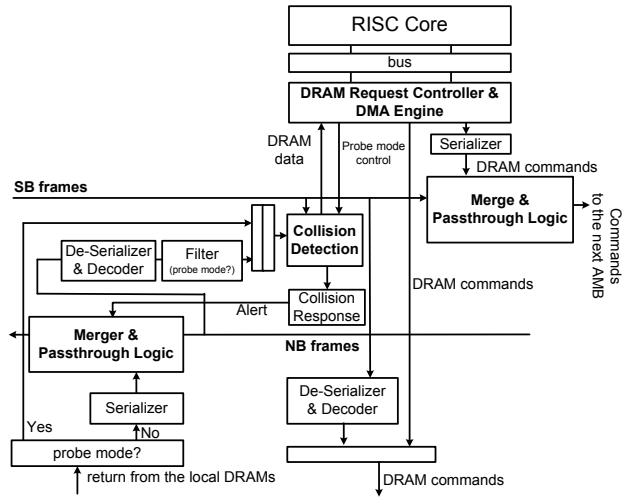 RISC Core
bus
DRAM Request Controller &
DMA Engine
DRAM
data
Probe mode
control
Serializer
DRAM commands
SB frames
Merge &
Passthrough Logic
Commands
to the next AMB
Collision
Detection
De-Serializer
& Decoder
Filter
(probe mode?)
DRAM commands
Collision
Response
Alert
Merger &
Passthrough Logic
NB frames
De-Serializer
& Decoder
Serializer
Yes
No
probe mode?
return from the local DRAMs
DRAM commands